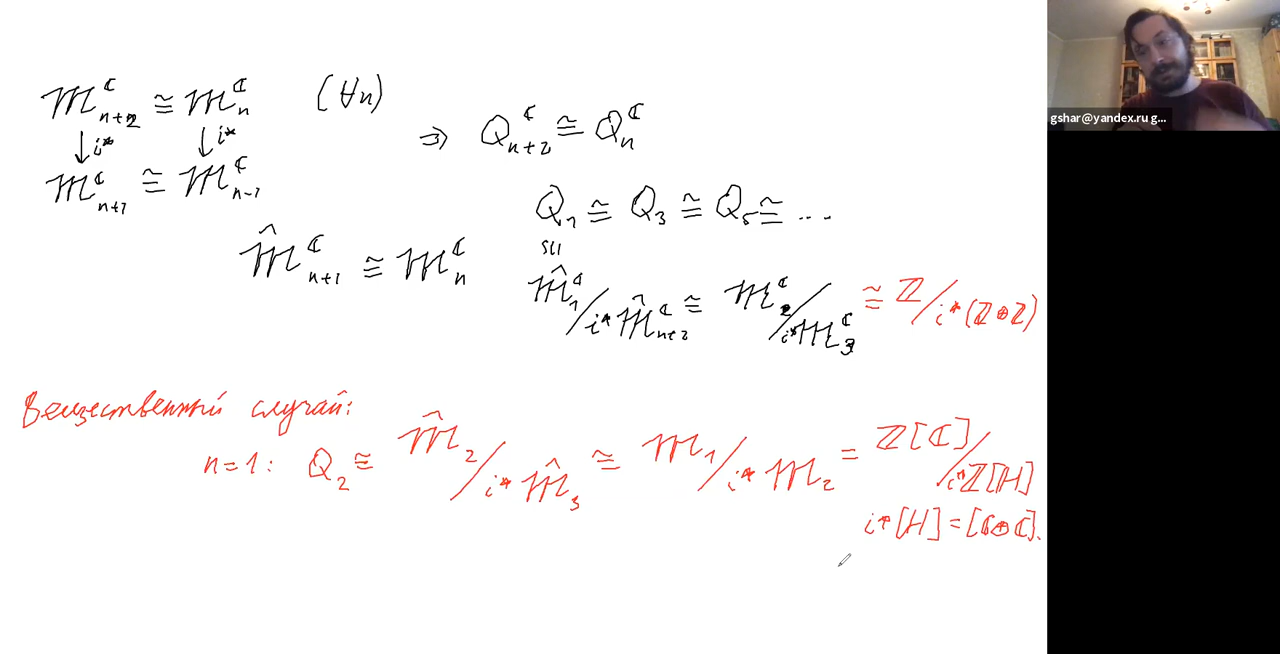 𝔐^ℂ_{n+2} ≅ 𝔐^ℂ_n (∀n)
↓i* ↓i*
𝔐^ℂ_{n+1} ≅ 𝔐^ℂ_{n-1}
⇒ Q^ℂ_{n+2} ≅ Q^ℂ_n
Q_1 ≅ Q_3 ≅ Q_5 ≅ ...
𝔐̂^ℂ_{n+1} ≅ 𝔐^ℂ_n
𝔐̂^ℂ_1 / i* 𝔐̂^ℂ_{n+2} ≅ 𝔐^ℂ_2 / i* 𝔐^ℂ_3 ≅ ℤ / i*(ℤ⊕ℤ)
Вещественный случай:
n=1: Q_2 ≅ 𝔐̂_2 / i* 𝔐̂_3 ≅ 𝔐_1 / i* 𝔐_2 = ℤ[ℂ] / i* ℤ[H]
i*[H] = [ℂ⊕ℂ].
gshar@yandex.ru g...